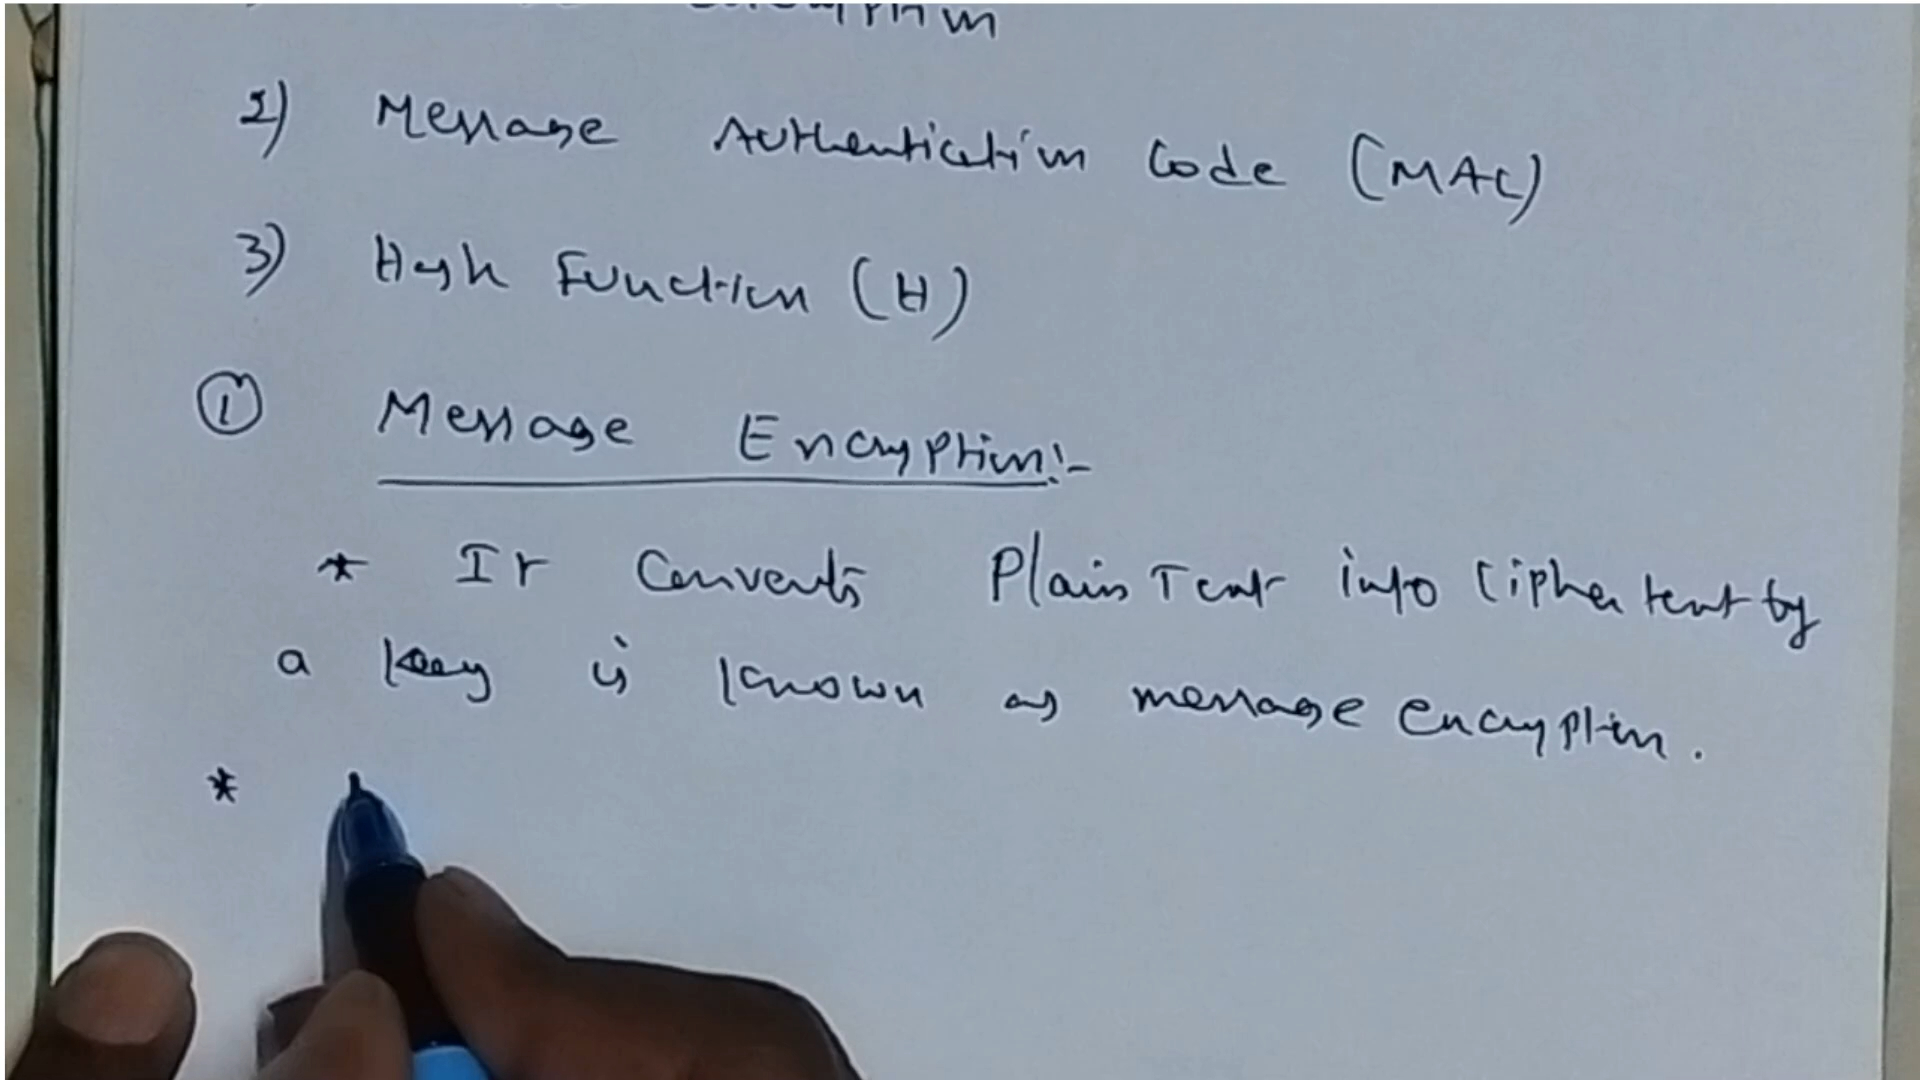 2) Message Authentication Code (MAC)
3) Hash Function (H)
① Message Encryption:-
* It Converts Plain Text into Cipher text by
a key is known as message encryption.
*